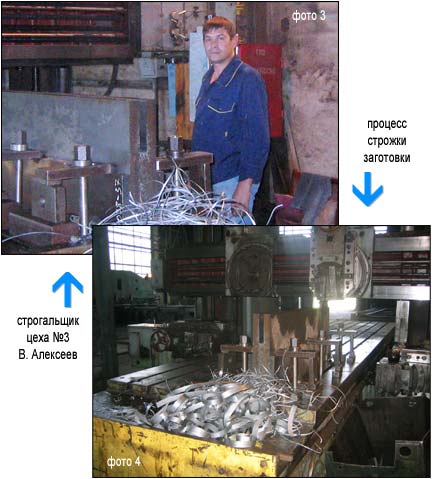 фото 3
процесс
строжки
заготовки
строгальщик
цеха №3
В. Алексеев
фото 4